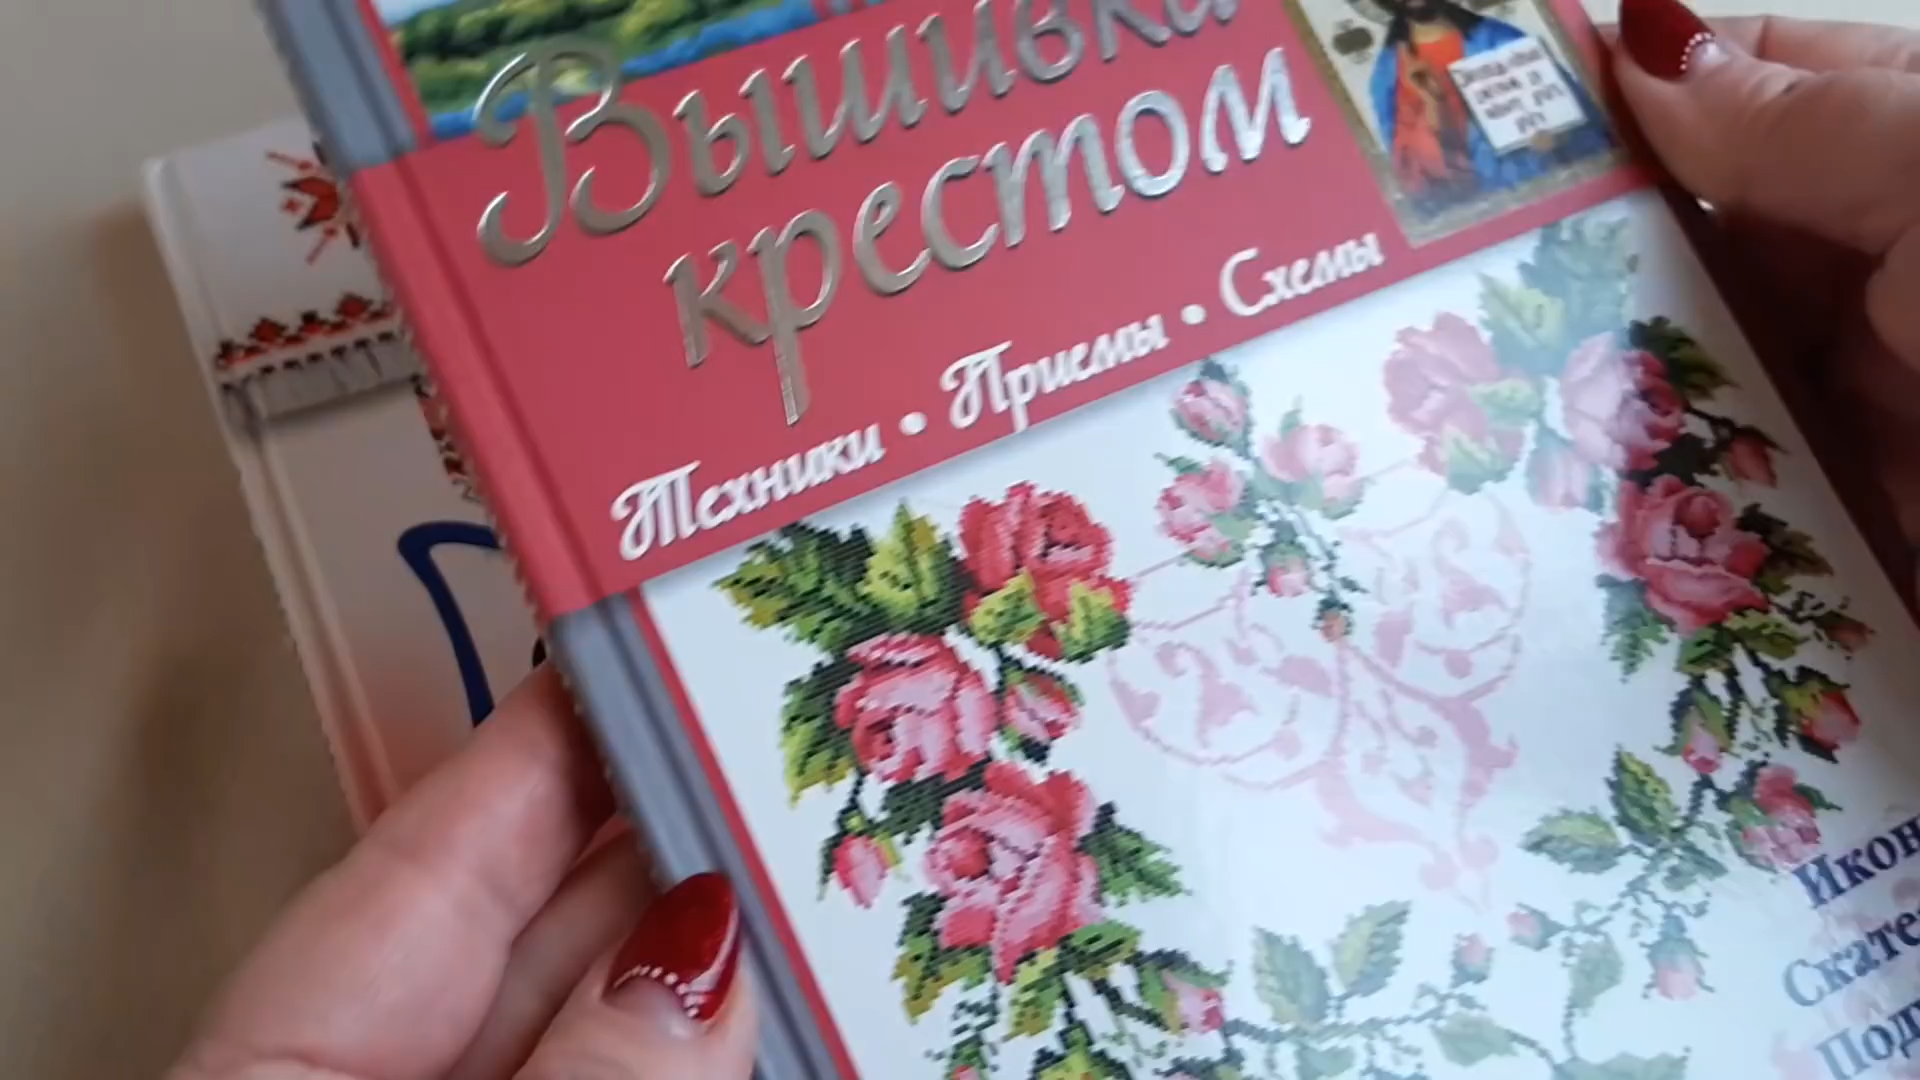 Вышивка
крестом
Техники • Приемы • Схемы
Икон
Скате
Под